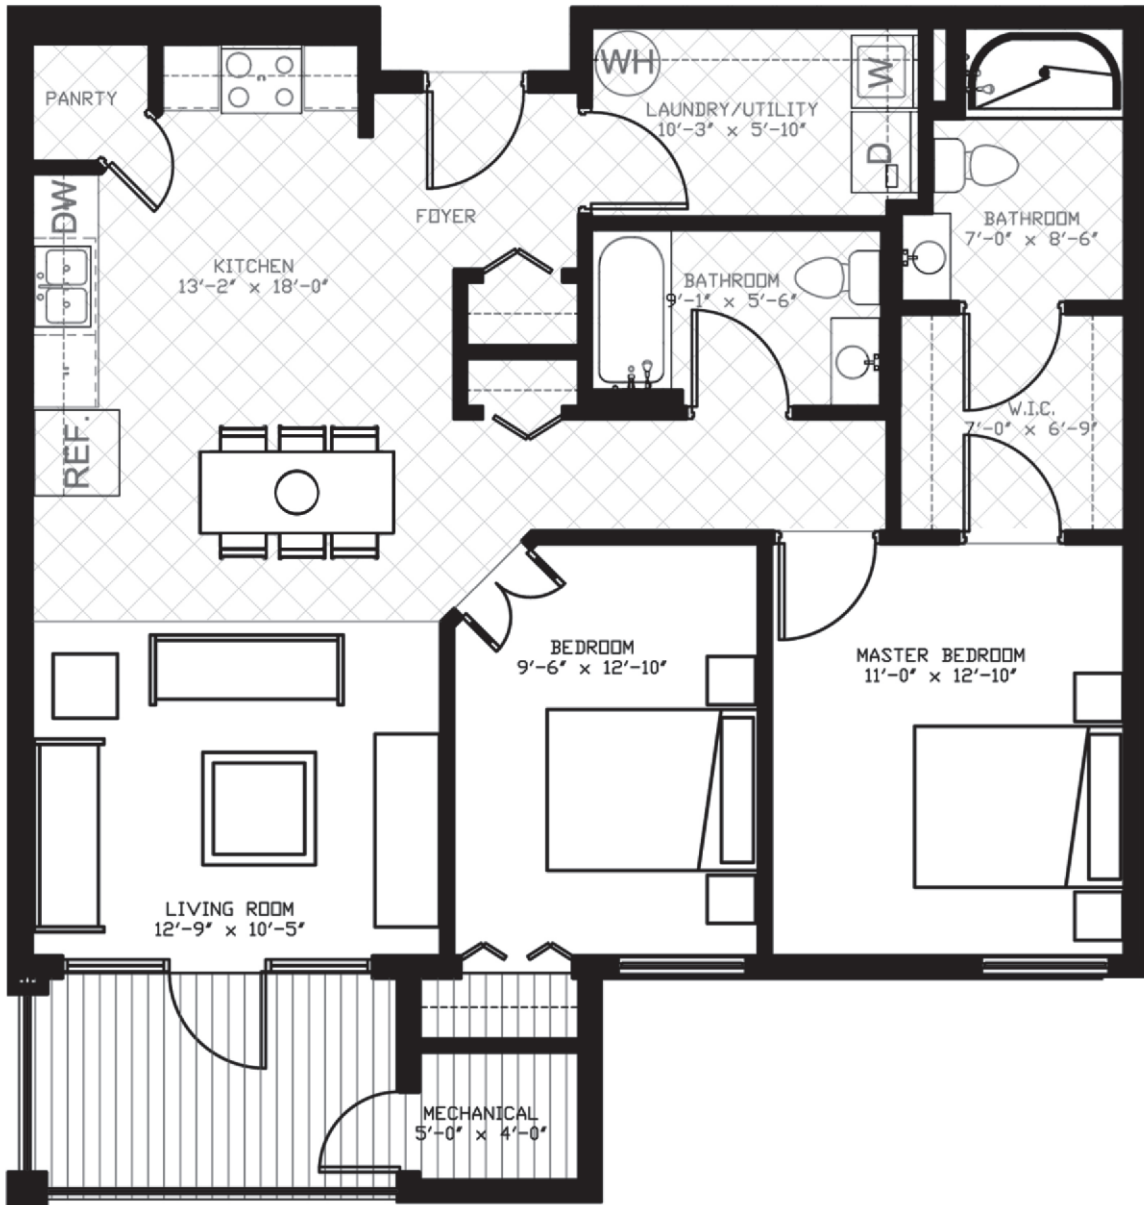 PANRTY
WH
W
LAUNDRY/UTILITY
10'-3" x 5'-10"
D
DW
FOYER
BATHROOM
7'-0" x 8'-6"
KITCHEN
13'-2" x 18'-0"
BATHROOM
9'-1" x 5'-6"
W.I.C.
7'-0" x 6'-9"
REF.
BEDROOM
9'-6" x 12'-10"
MASTER BEDROOM
11'-0" x 12'-10"
LIVING ROOM
12'-9" x 10'-5"
MECHANICAL
5'-0" x 4'-0"